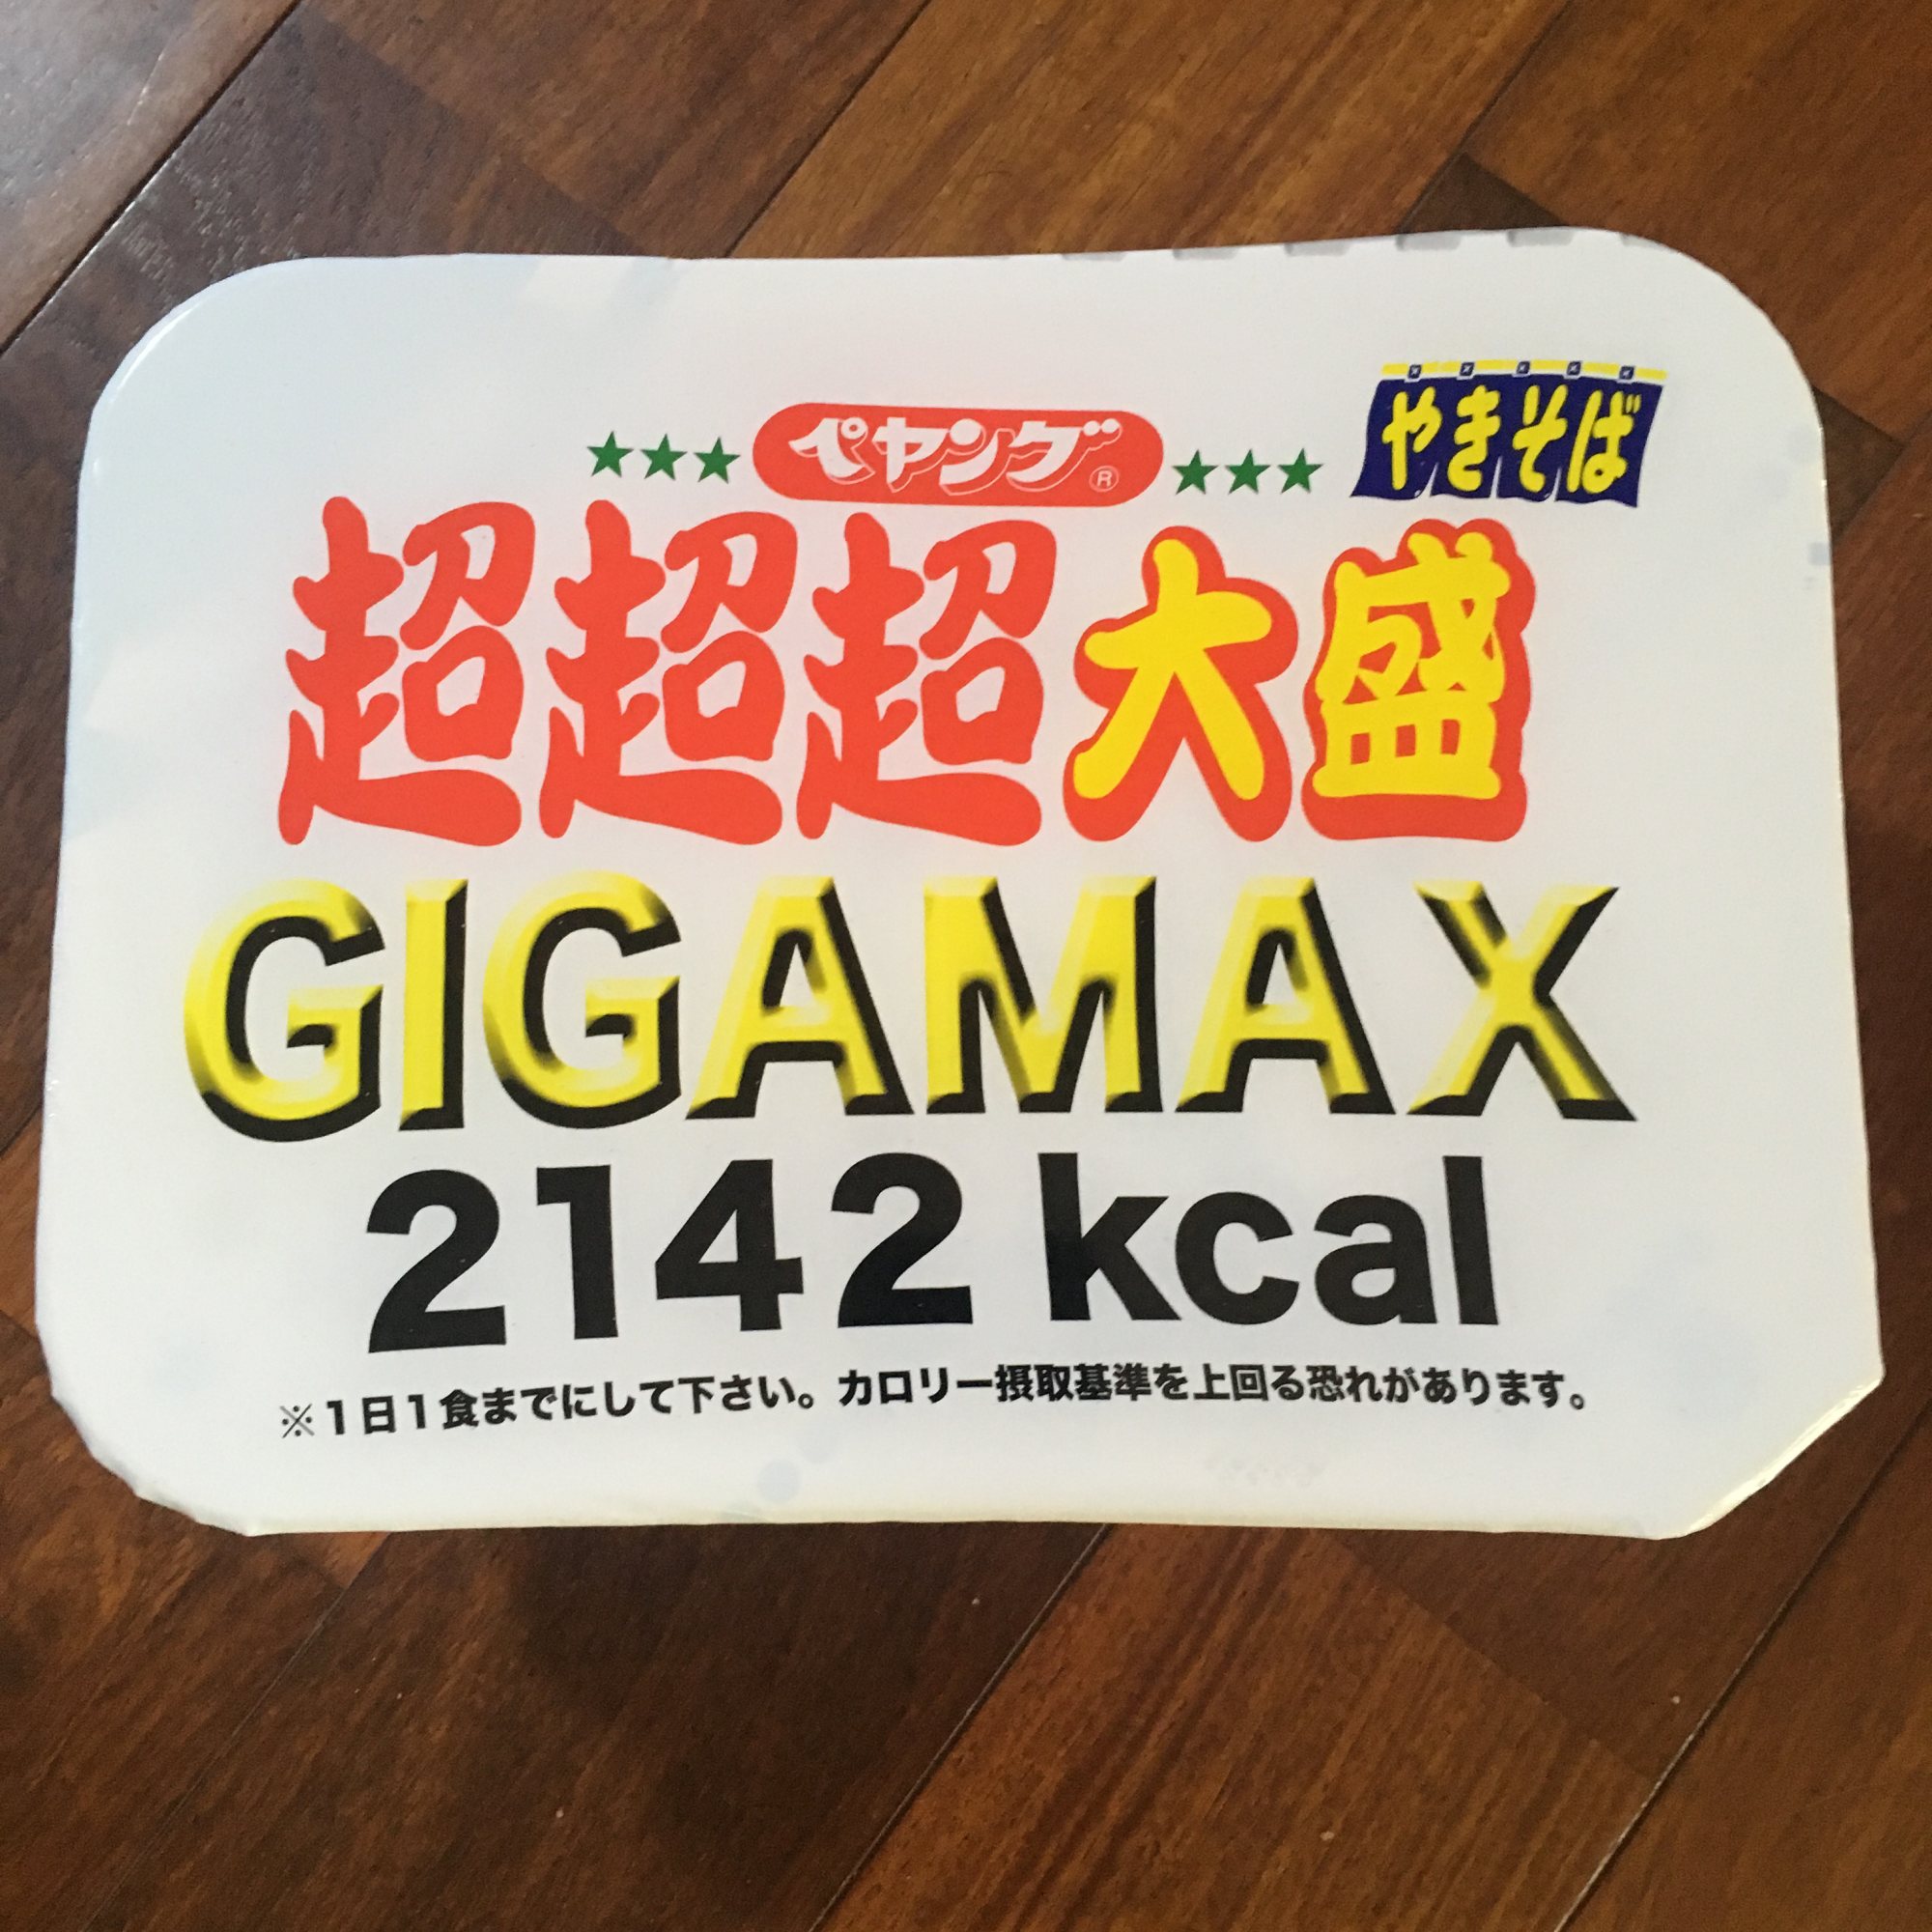 ペヤング®
やきそば
超超超大盛
GIGAMAX
2142 kcal
※1日1食までにして下さい。カロリー摂取基準を上回る恐れがあります。